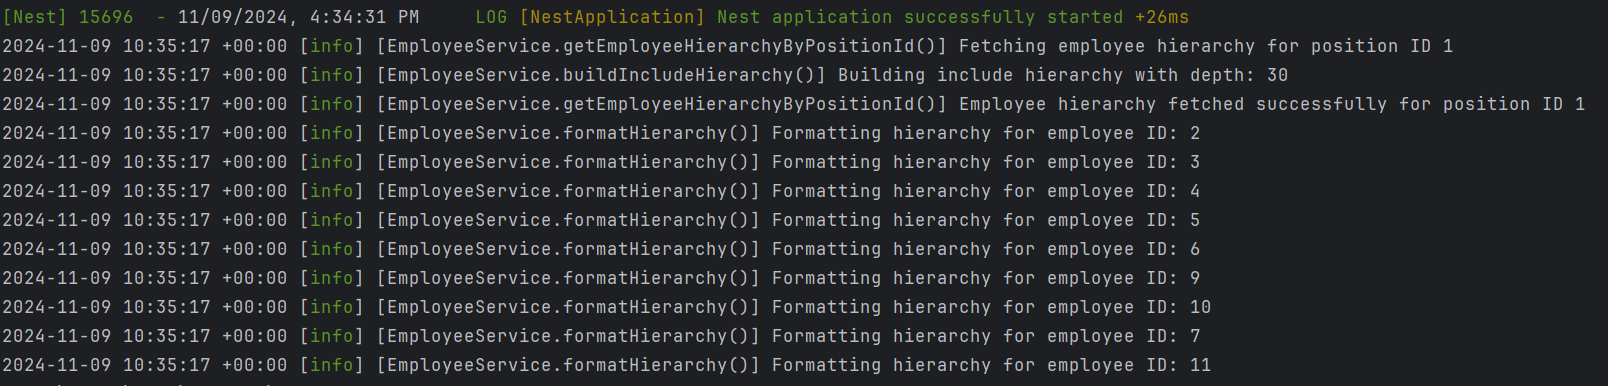 [Nest] 15696  - 11/09/2024, 4:34:31 PM     LOG [NestApplication] Nest application successfully started +26ms
2024-11-09 10:35:17 +00:00 [info] [EmployeeService.getEmployeeHierarchyByPositionId()] Fetching employee hierarchy for position ID 1
2024-11-09 10:35:17 +00:00 [info] [EmployeeService.buildIncludeHierarchy()] Building include hierarchy with depth: 30
2024-11-09 10:35:17 +00:00 [info] [EmployeeService.getEmployeeHierarchyByPositionId()] Employee hierarchy fetched successfully for position ID 1
2024-11-09 10:35:17 +00:00 [info] [EmployeeService.formatHierarchy()] Formatting hierarchy for employee ID: 2
2024-11-09 10:35:17 +00:00 [info] [EmployeeService.formatHierarchy()] Formatting hierarchy for employee ID: 3
2024-11-09 10:35:17 +00:00 [info] [EmployeeService.formatHierarchy()] Formatting hierarchy for employee ID: 4
2024-11-09 10:35:17 +00:00 [info] [EmployeeService.formatHierarchy()] Formatting hierarchy for employee ID: 5
2024-11-09 10:35:17 +00:00 [info] [EmployeeService.formatHierarchy()] Formatting hierarchy for employee ID: 6
2024-11-09 10:35:17 +00:00 [info] [EmployeeService.formatHierarchy()] Formatting hierarchy for employee ID: 9
2024-11-09 10:35:17 +00:00 [info] [EmployeeService.formatHierarchy()] Formatting hierarchy for employee ID: 10
2024-11-09 10:35:17 +00:00 [info] [EmployeeService.formatHierarchy()] Formatting hierarchy for employee ID: 7
2024-11-09 10:35:17 +00:00 [info] [EmployeeService.formatHierarchy()] Formatting hierarchy for employee ID: 11